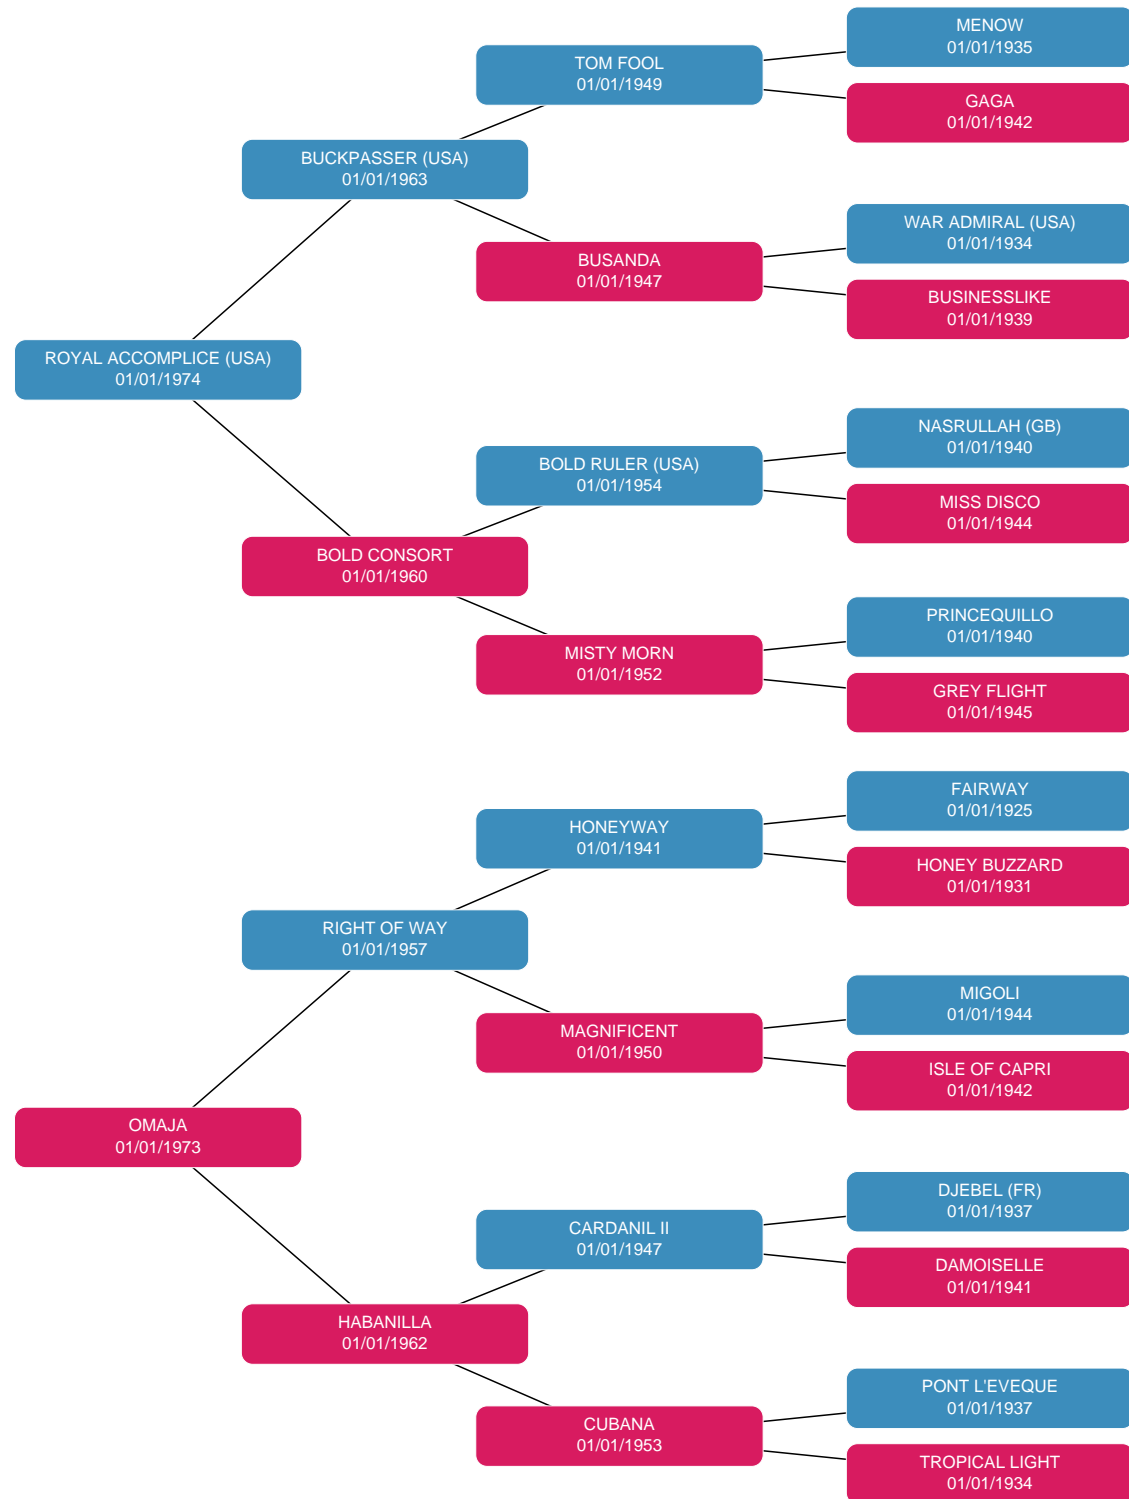 MENOW
01/01/1935
TOM FOOL
01/01/1949
GAGA
01/01/1942
BUCKPASSER (USA)
01/01/1963
WAR ADMIRAL (USA)
01/01/1934
BUSANDA
01/01/1947
BUSINESSLIKE
01/01/1939
ROYAL ACCOMPLICE (USA)
01/01/1974
NASRULLAH (GB)
01/01/1940
BOLD RULER (USA)
01/01/1954
MISS DISCO
01/01/1944
BOLD CONSORT
01/01/1960
PRINCEQUILLO
01/01/1940
MISTY MORN
01/01/1952
GREY FLIGHT
01/01/1945
FAIRWAY
01/01/1925
HONEYWAY
01/01/1941
HONEY BUZZARD
01/01/1931
RIGHT OF WAY
01/01/1957
MIGOLI
01/01/1944
MAGNIFICENT
01/01/1950
ISLE OF CAPRI
01/01/1942
OMAJA
01/01/1973
DJEBEL (FR)
01/01/1937
CARDANIL II
01/01/1947
DAMOISELLE
01/01/1941
HABANILLA
01/01/1962
PONT L'EVEQUE
01/01/1937
CUBANA
01/01/1953
TROPICAL LIGHT
01/01/1934